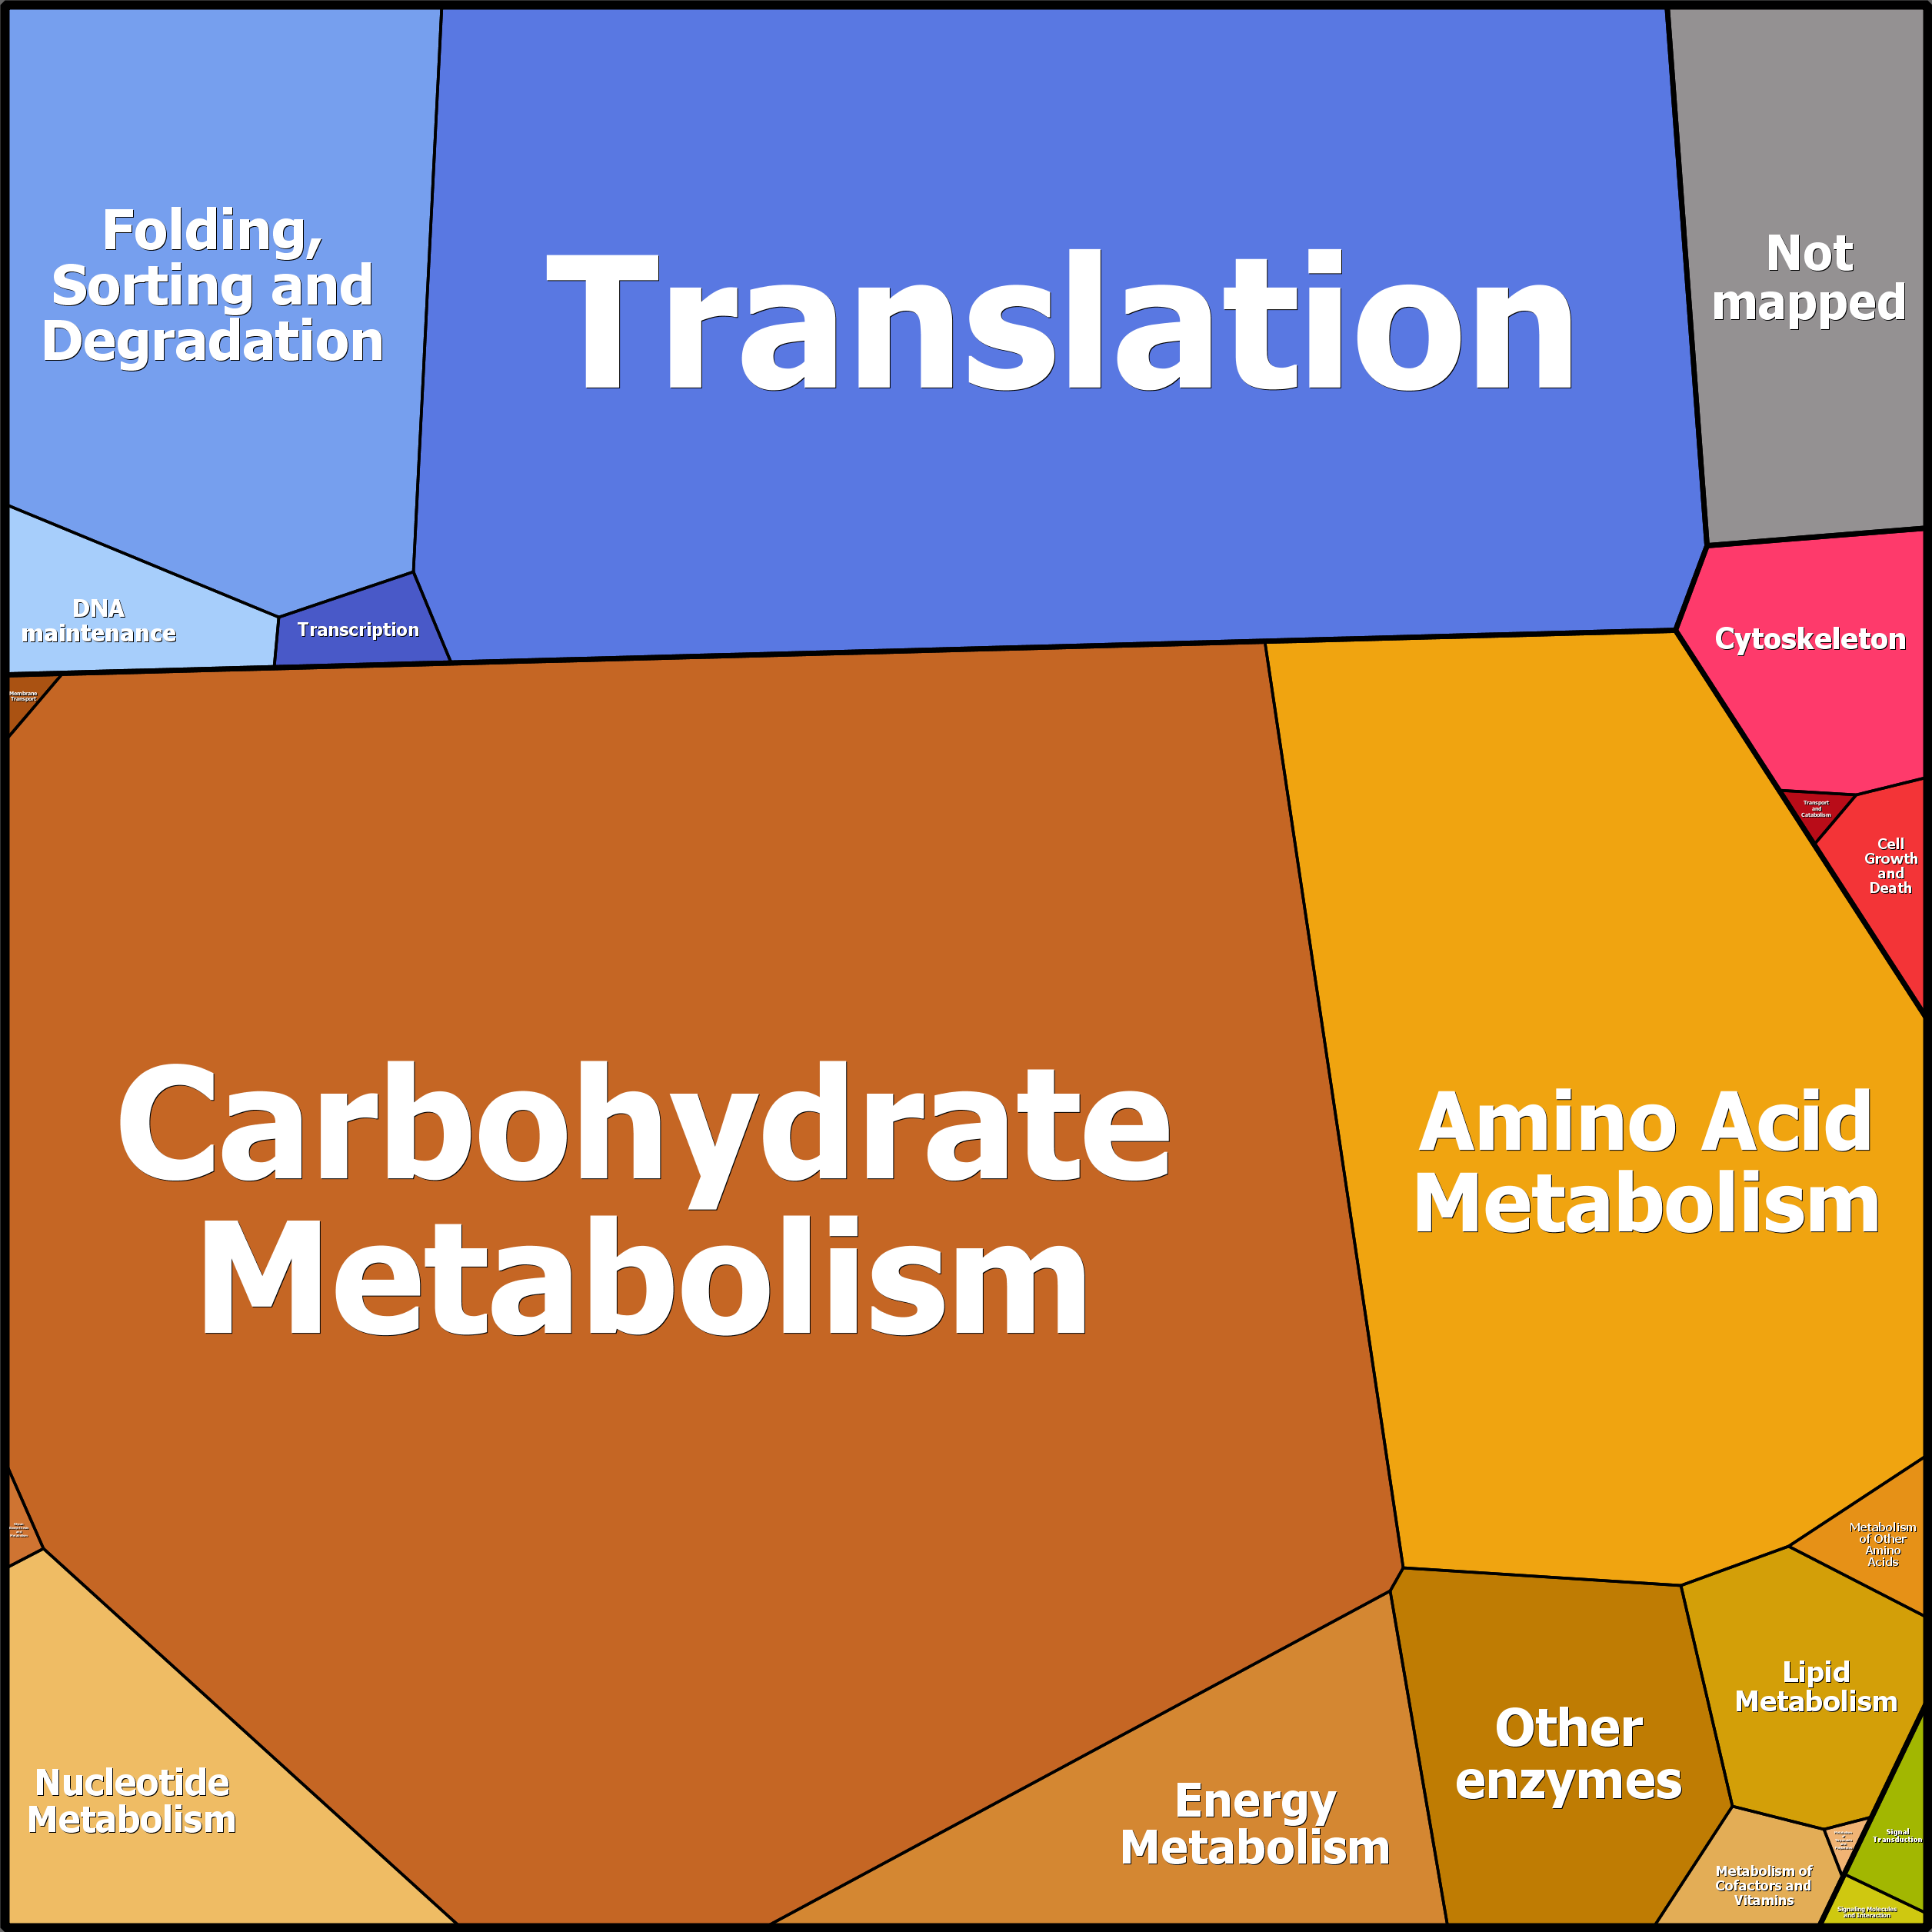 Folding,
Sorting and
Degradation
Translation
Not
mapped
DNA
maintenance
Transcription
Cytoskeleton
Membrane
Transport
Transport
and
Catabolism
Cell
Growth
and
Death
Carbohydrate
Metabolism
Amino Acid
Metabolism
Metabolism
of Other
Amino
Acids
Lipid
Metabolism
Other
enzymes
Energy
Metabolism
Nucleotide
Metabolism
Signal
Transduction
Metabolism of
Cofactors and
Vitamins
Signaling Molecules
and Interaction